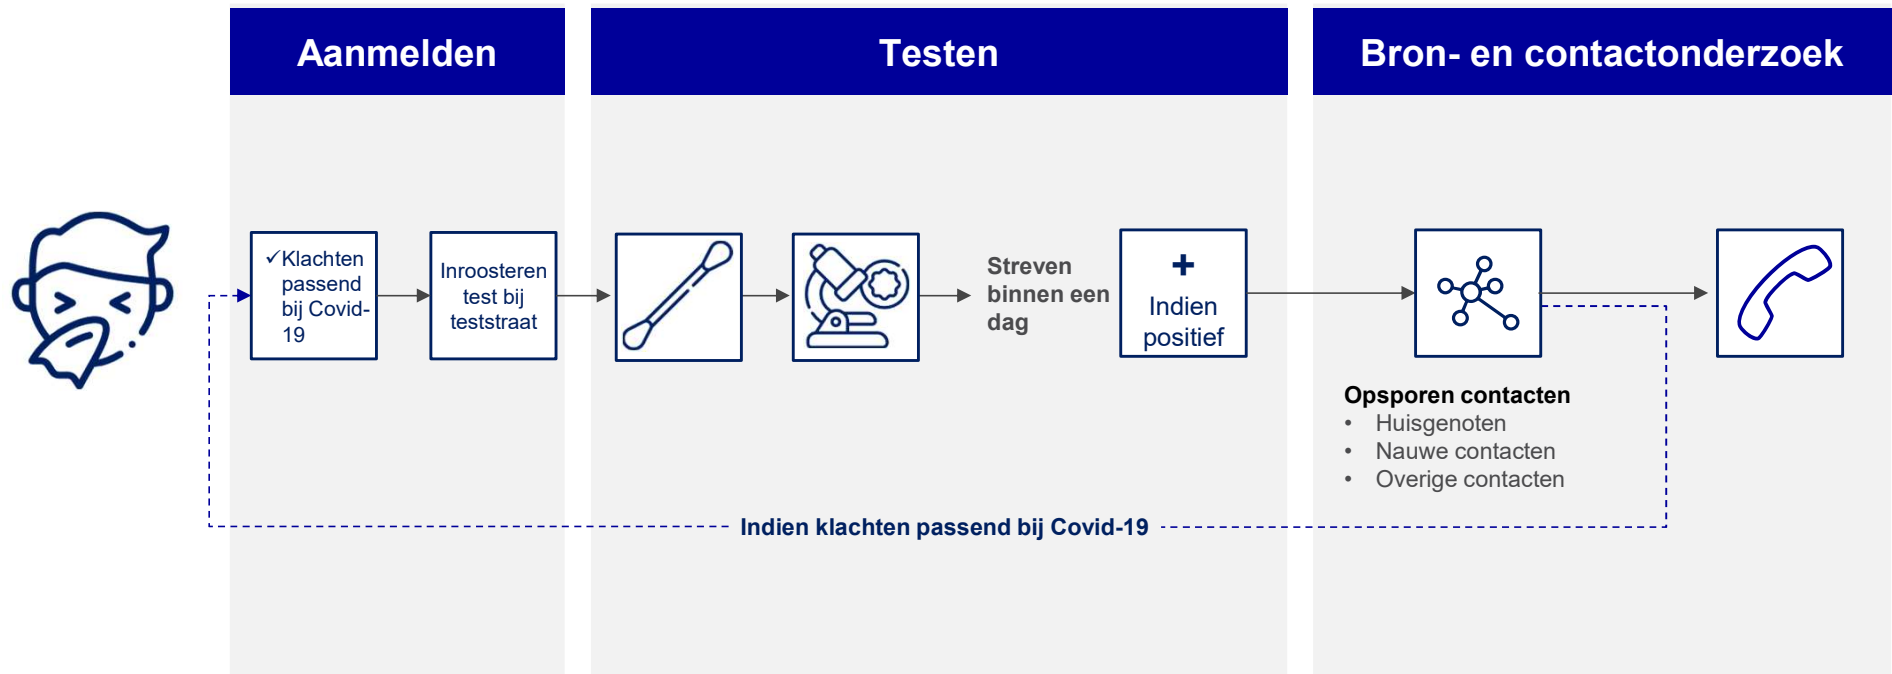 Aanmelden
Testen
Bron- en contactonderzoek
✓Klachten
passend
bij Covid-
19
Inroosteren
test bij
teststraat
Streven
binnen een
dag
+
Indien
positief
Opsporen contacten
• Huisgenoten
• Nauwe contacten
• Overige contacten
Indien klachten passend bij Covid-19